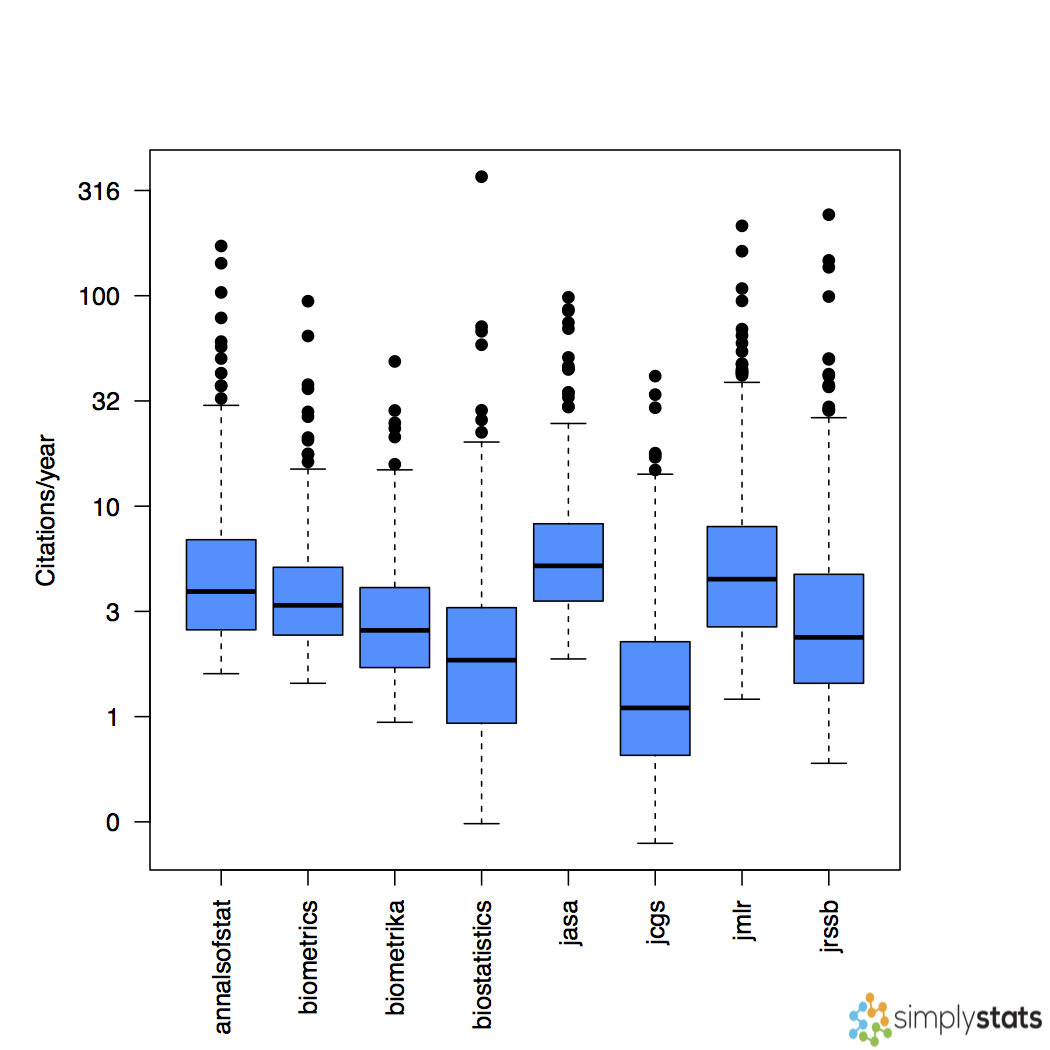 316
100
32
10
3
1
0
Citations/year
annalsofstat
biometrics
biometrika
biostatistics
jasa
jcgs
jmlr
jrssb
simplystats